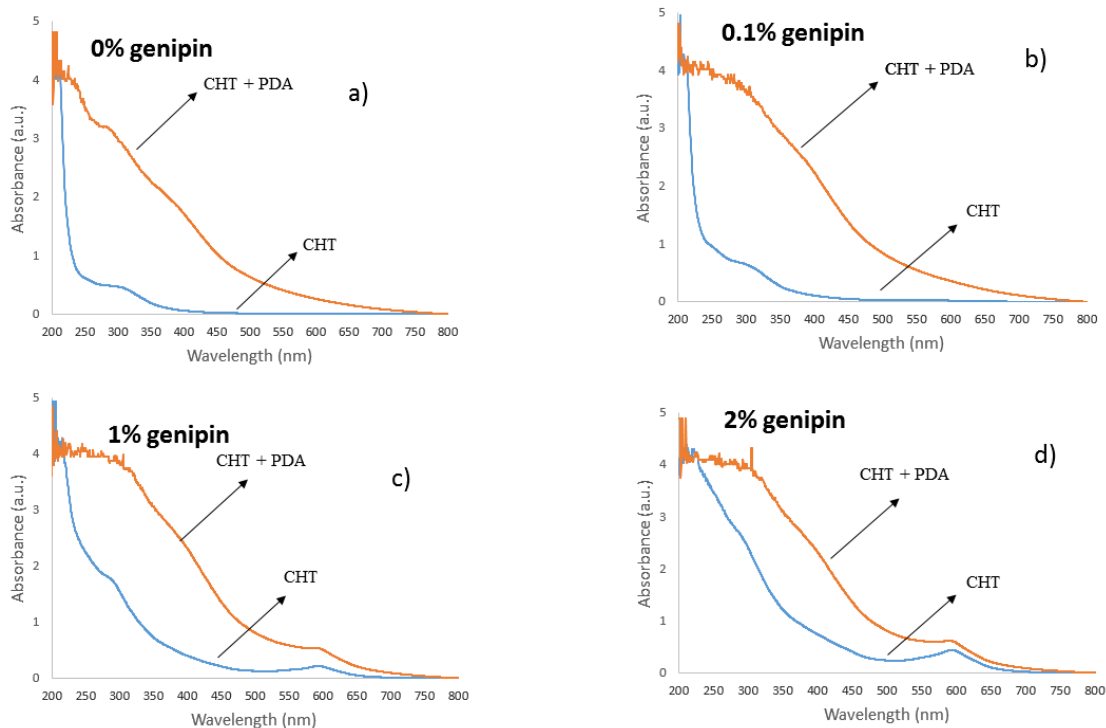 0% genipin
a)
CHT + PDA
CHT
Absorbance (a.u.)
5
4
3
2
1
0
200 250 300 350 400 450 500 550 600 650 700 750 800
Wavelength (nm)
0.1% genipin
b)
CHT + PDA
CHT
Absorbance (a.u.)
5
4
3
2
1
0
200 250 300 350 400 450 500 550 600 650 700 750 800
Wavelength (nm)
1% genipin
c)
CHT + PDA
CHT
Absorbance (a.u.)
5
4
3
2
1
0
200 250 300 350 400 450 500 550 600 650 700 750 800
Wavelength (nm)
2% genipin
d)
CHT + PDA
CHT
Absorbance (a.u.)
5
4
3
2
1
0
200 250 300 350 400 450 500 550 600 650 700 750 800
Wavelength (nm)